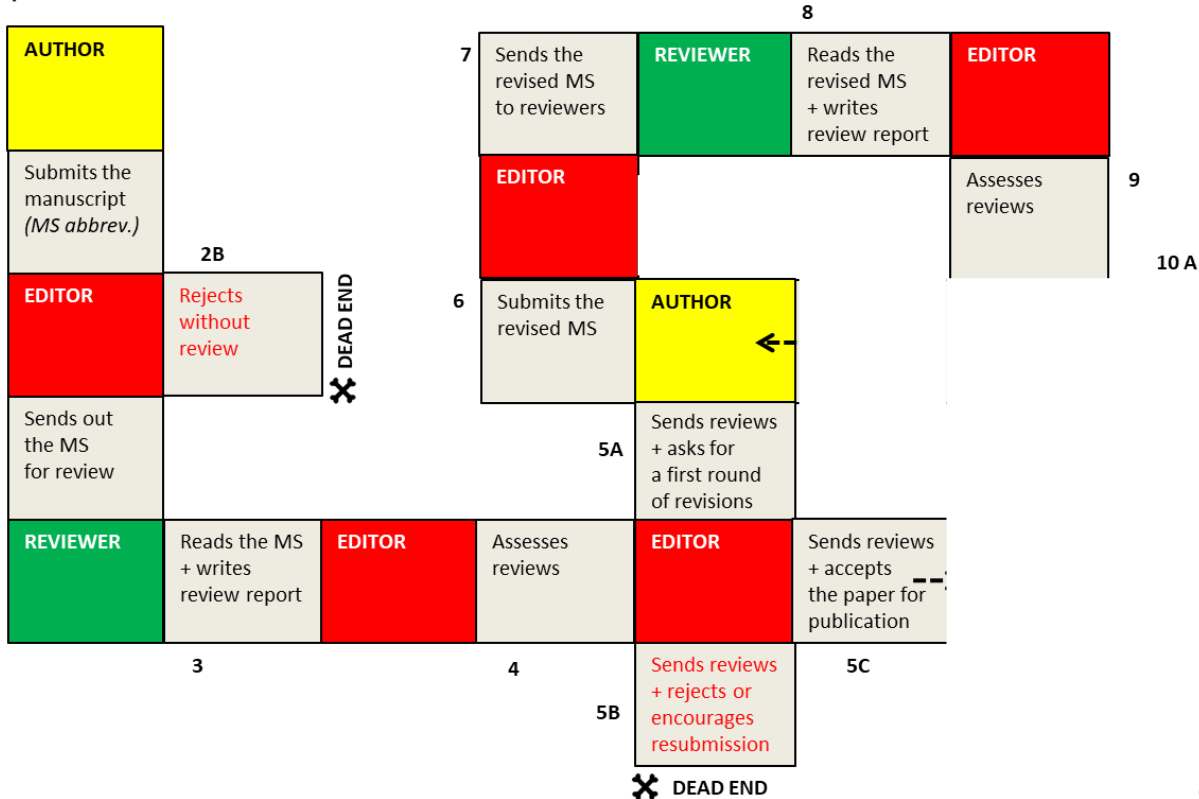 AUTHOR
Submits the
manuscript
(MS abbrev.)
2B
EDITOR
Rejects
without
review
DEAD END
Sends out
the MS
for review
REVIEWER
Reads the MS
+ writes
review report
3
EDITOR
Assesses
reviews
4
EDITOR
5A
Sends reviews
+ asks for
a first round
of revisions
5B
Sends reviews
+ rejects or
encourages
resubmission
DEAD END
Sends reviews
+ accepts
the paper for
publication
5C
AUTHOR
6
Submits the
revised MS
EDITOR
7
Sends the
revised MS
to reviewers
REVIEWER
8
Reads the
revised MS
+ writes
review report
EDITOR
Assesses
reviews
9
10 A